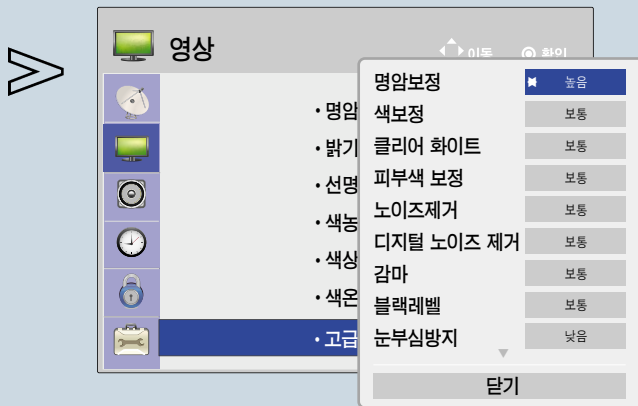 영상
이동 확인
명암
밝기
선명
색농
색상
색온
고급
명암보정 높음
색보정 보통
클리어 화이트 보통
피부색 보정 보통
노이즈제거 보통
디지털 노이즈 제거 보통
감마 보통
블랙레벨 보통
눈부심방지 낮음
닫기